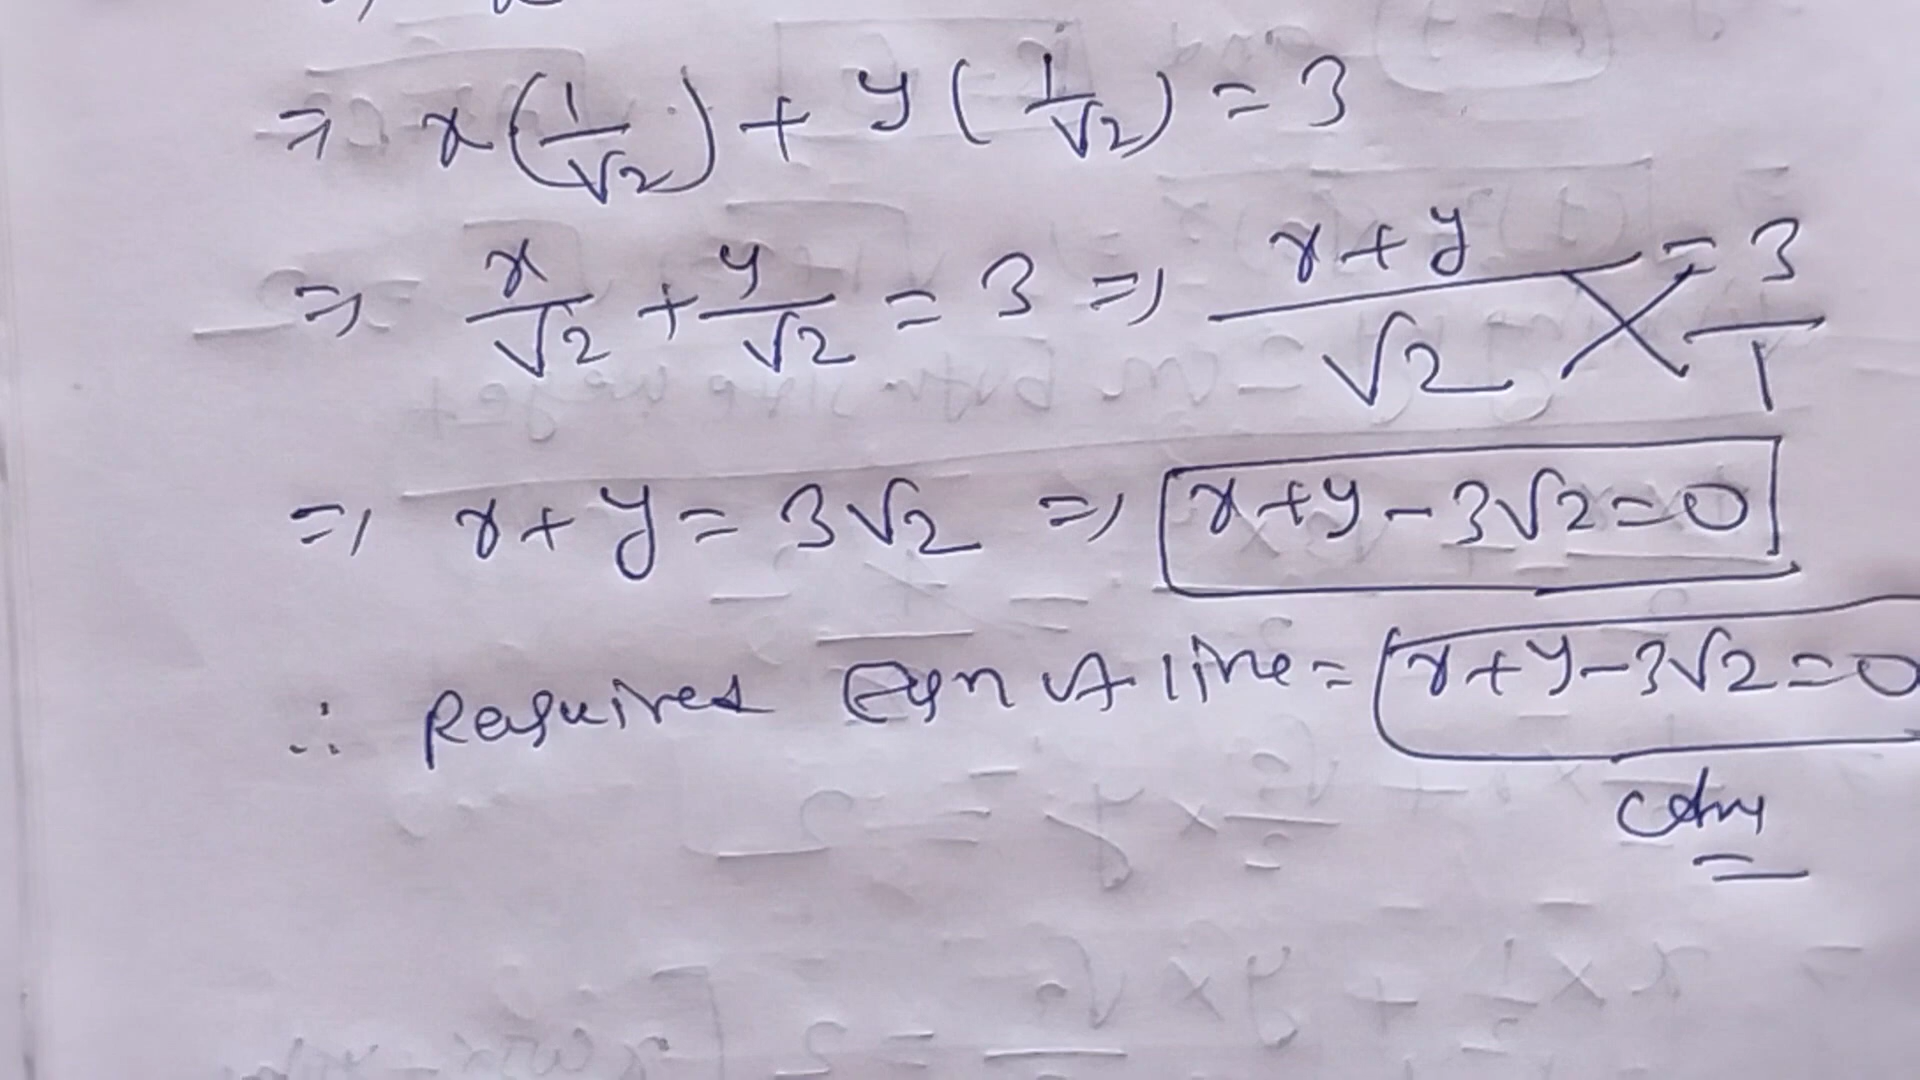 ⇒ x(1/√2) + y(1/√2) = 3
⇒ x/√2 + y/√2 = 3 ⇒ x+y/√2 = 3/1
⇒ x+y = 3√2 ⇒ x+y-3√2=0
∴ Required Eqn of line = x+y-3√2=0
Ans